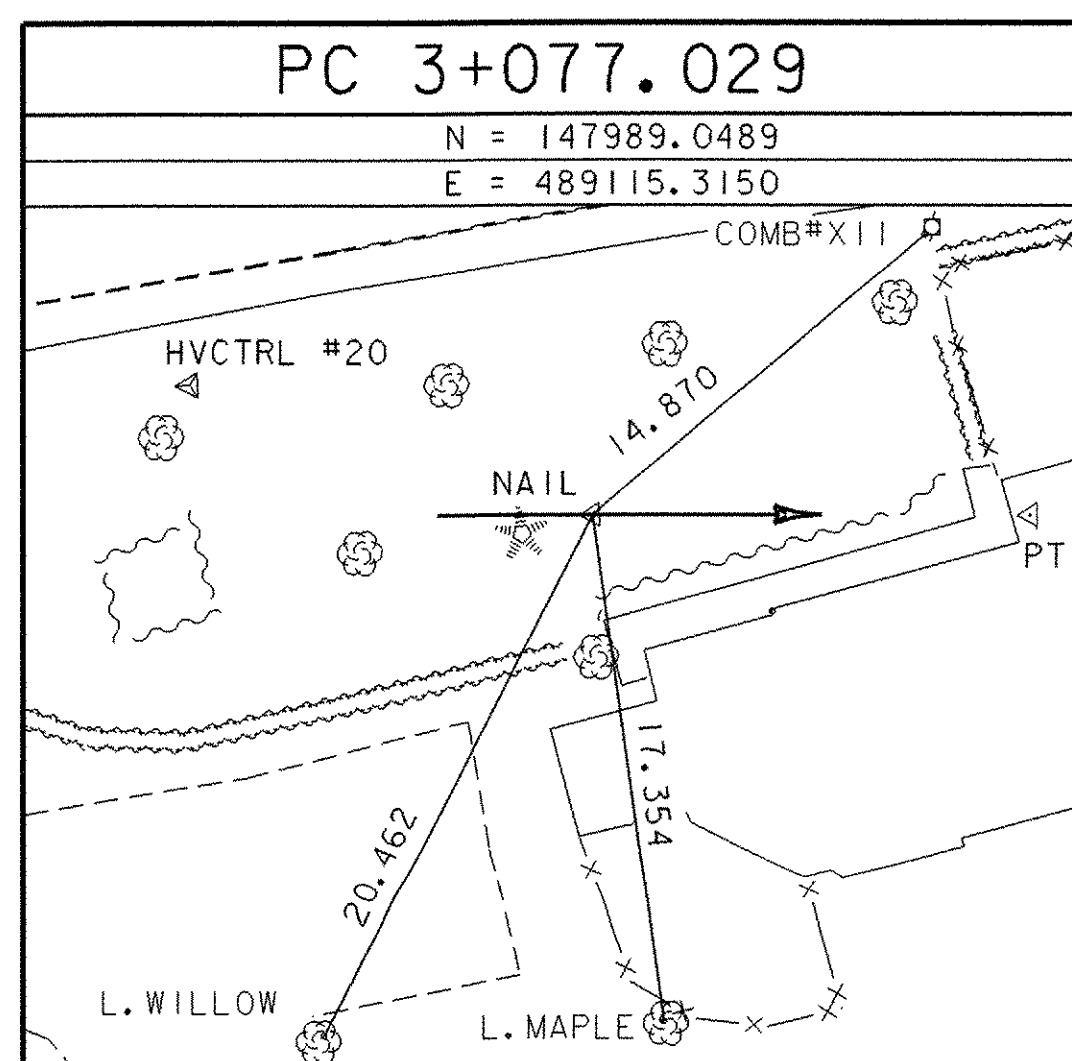 PC 3+077.029
N = 147989.0489
E = 489115.3150
COMB#X11
HVCTRL #20
14.870
NAIL
PT
17.354
20.462
L.WILLOW
L.MAPLE